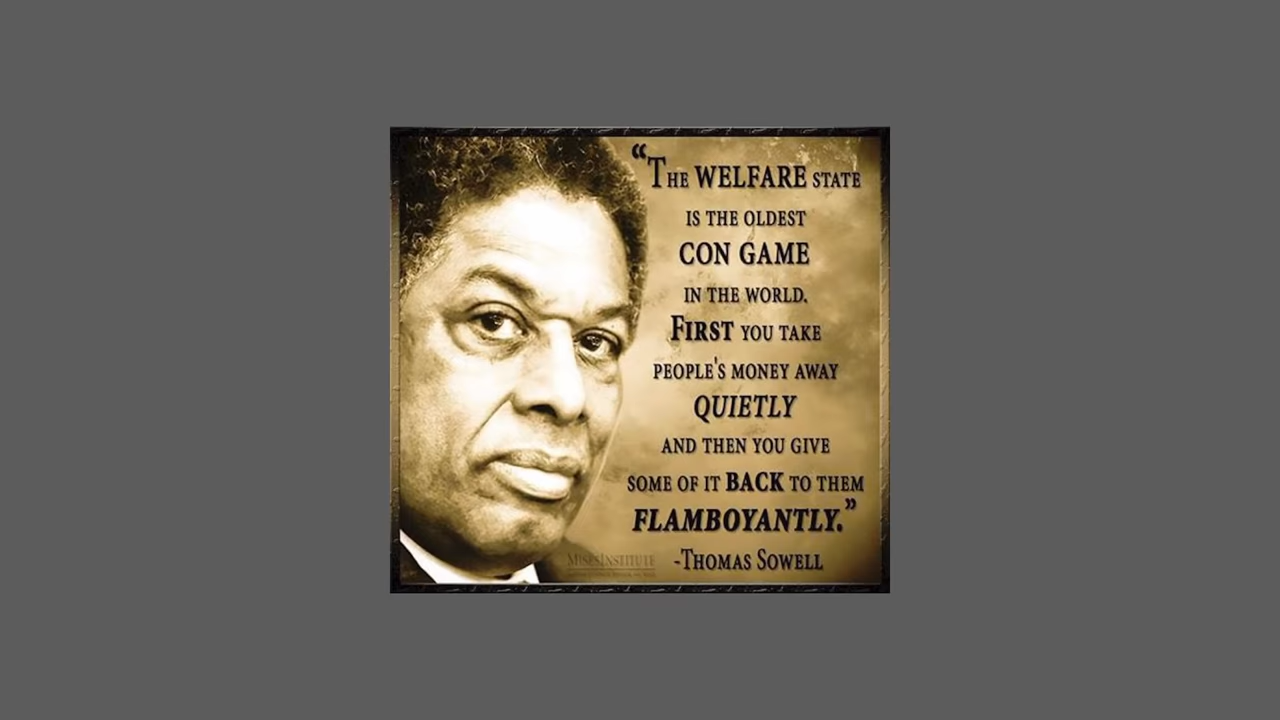 “The WELFARE state
is the oldest
CON GAME
in the world.
First you take
people's money away
QUIETLY
and then you give
some of it BACK to them
FLAMBOYANTLY.”
-Thomas Sowell
MisesInstitute